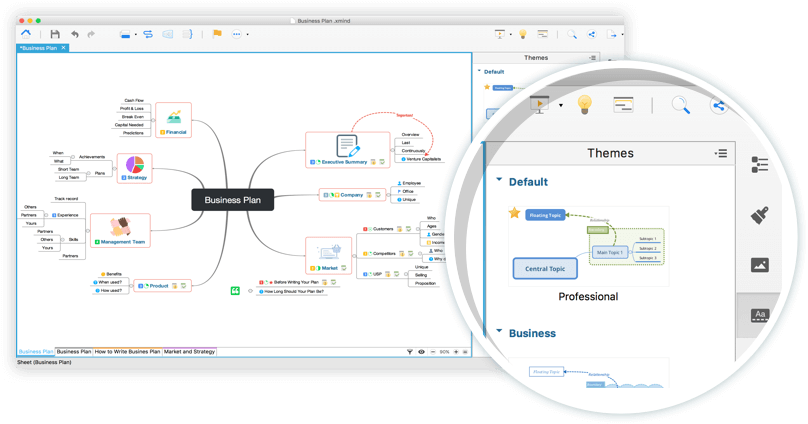 Business Plan .xmind
*Business Plan
Themes
Default
Cash Flow
Profit & Loss
Break Even
Capital Needed
Predictions
Financial
When
What
Achievements
Short Team
Long Team
Plans
Strategy
Track record
Others
Partners
Yours
Experience
Partners
Others
Yours
Skills
Partners
Management Team
Benefits
When used?
How used?
Product
Business Plan
Important
Executive Summary
Overview
Last
Continuously
Venture Capitalists
Company
Employee
Office
Unique
Market
Customers
Who
Ages
Gende
Incom
Competitors
Who
Why c
USP
Unique
Selling
Proposition
Before Writing Your Plan
How Long Should Your Plan Be?
Business Plan
Business Plan
How to Write Busines Plan
Market and Strategy
90%
Sheet (Business Plan)
Themes
Default
Floating Topic
Relationship
Main Topic 1
Subtopic 1
Subtopic 2
Subtopic 3
Central Topic
Professional
Business
Floating Topic
Relationship
Aa